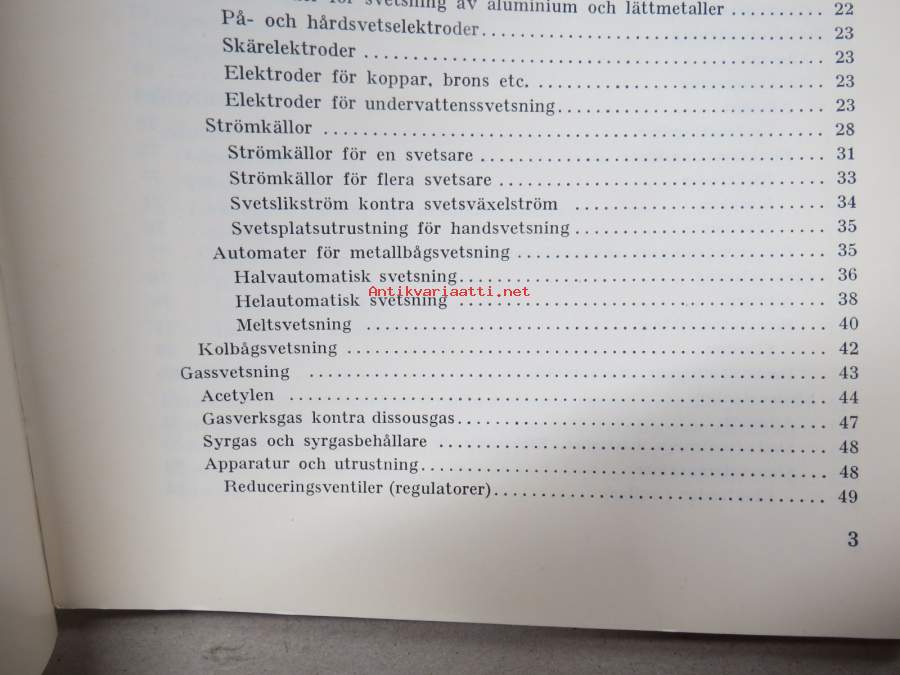 för svetsning av aluminium och lättmetaller .......... 22
På- och hårdsvetselektroder.............................. 23
Skärelektroder ........................................ 23
Elektroder för koppar, brons etc. ........................ 23
Elektroder för undervattenssvetsning...................... 23
Strömkällor ........................................... 28
Strömkällor för en svetsare .............................. 31
Strömkällor för flera svetsare ............................ 33
Svetslikström kontra svetsväxelström ...................... 34
Svetsplatsutrustning för handsvetsning..................... 35
Automater för metallbågsvetsning .......................... 35
Halvautomatisk svetsning................................. 36
Antikvariaatti.net
Helautomatisk svetsning ................................. 38
Meltsvetsning ......................................... 40
Kolbågsvetsning ......................................... 42
Gassvetsning ........................................... 43
Acetylen .............................................. 44
Gasverksgas kontra dissousgas............................. 47
Syrgas och syrgasbehållare ................................ 48
Apparatur och utrustning................................. 48
Reduceringsventiler (regulatorer).......................... 49
3